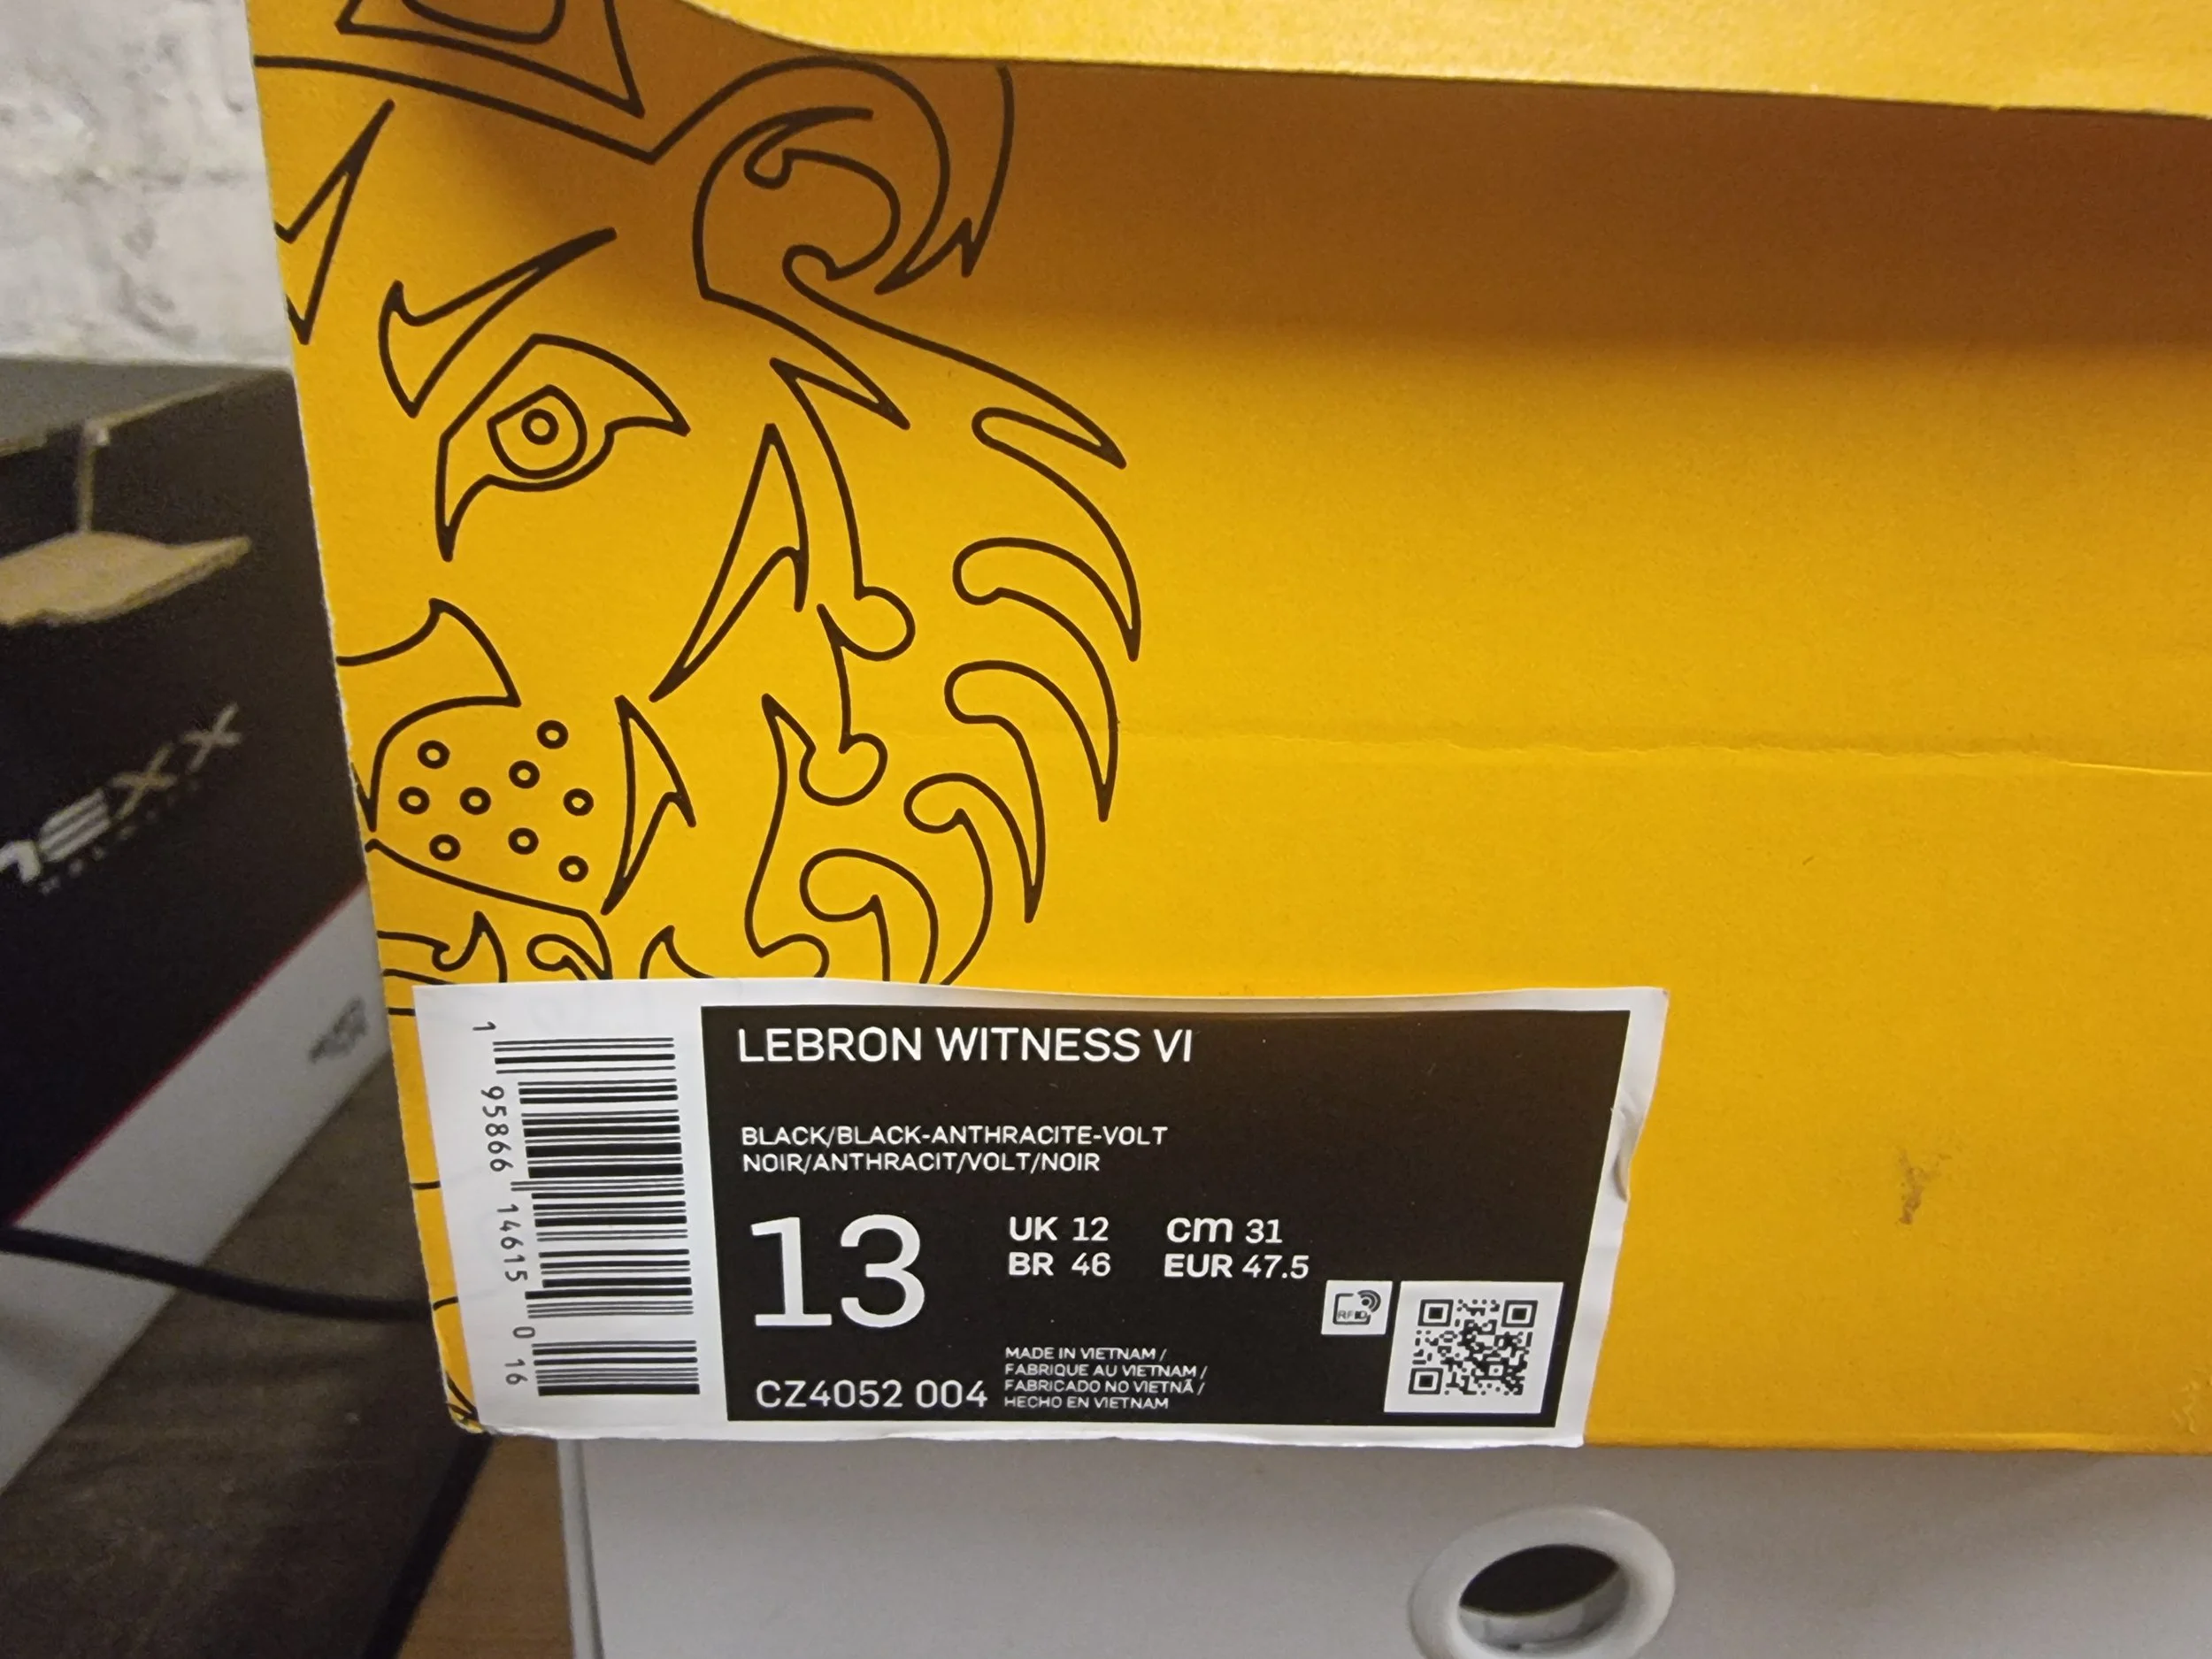 nEXX
LEBRON WITNESS VI
BLACK/BLACK-ANTHRACITE-VOLT
NOIR/ANTHRACIT/VOLT/NOIR
13
UK 12
cm 31
BR 46
EUR 47.5
RFID
MADE IN VIETNAM /
FABRIQUE AU VIETNAM /
FABRICADO NO VIETNÃ /
HECHO EN VIETNAM
CZ4052 004
1 95866 14615 0 16